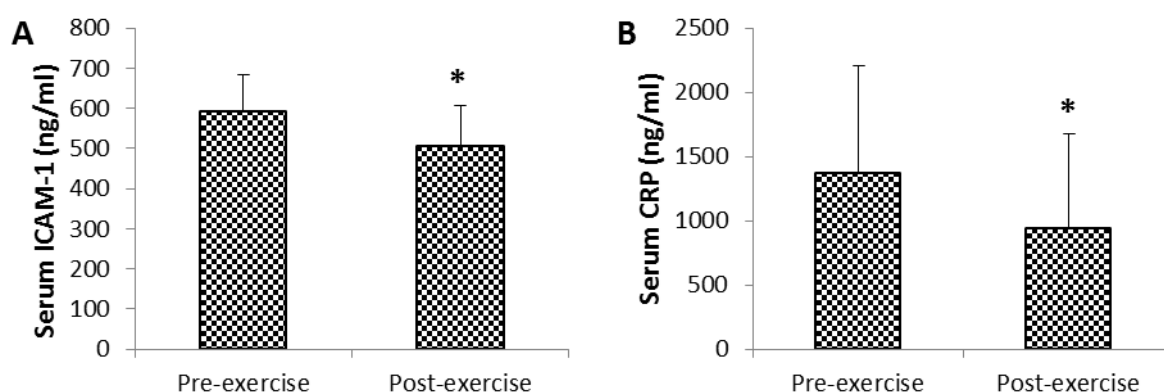 A
Serum ICAM-1 (ng/ml)
800
700
600
500
400
300
200
100
0
*
Pre-exercise
Post-exercise
B
Serum CRP (ng/ml)
2500
2000
1500
1000
500
0
*
Pre-exercise
Post-exercise